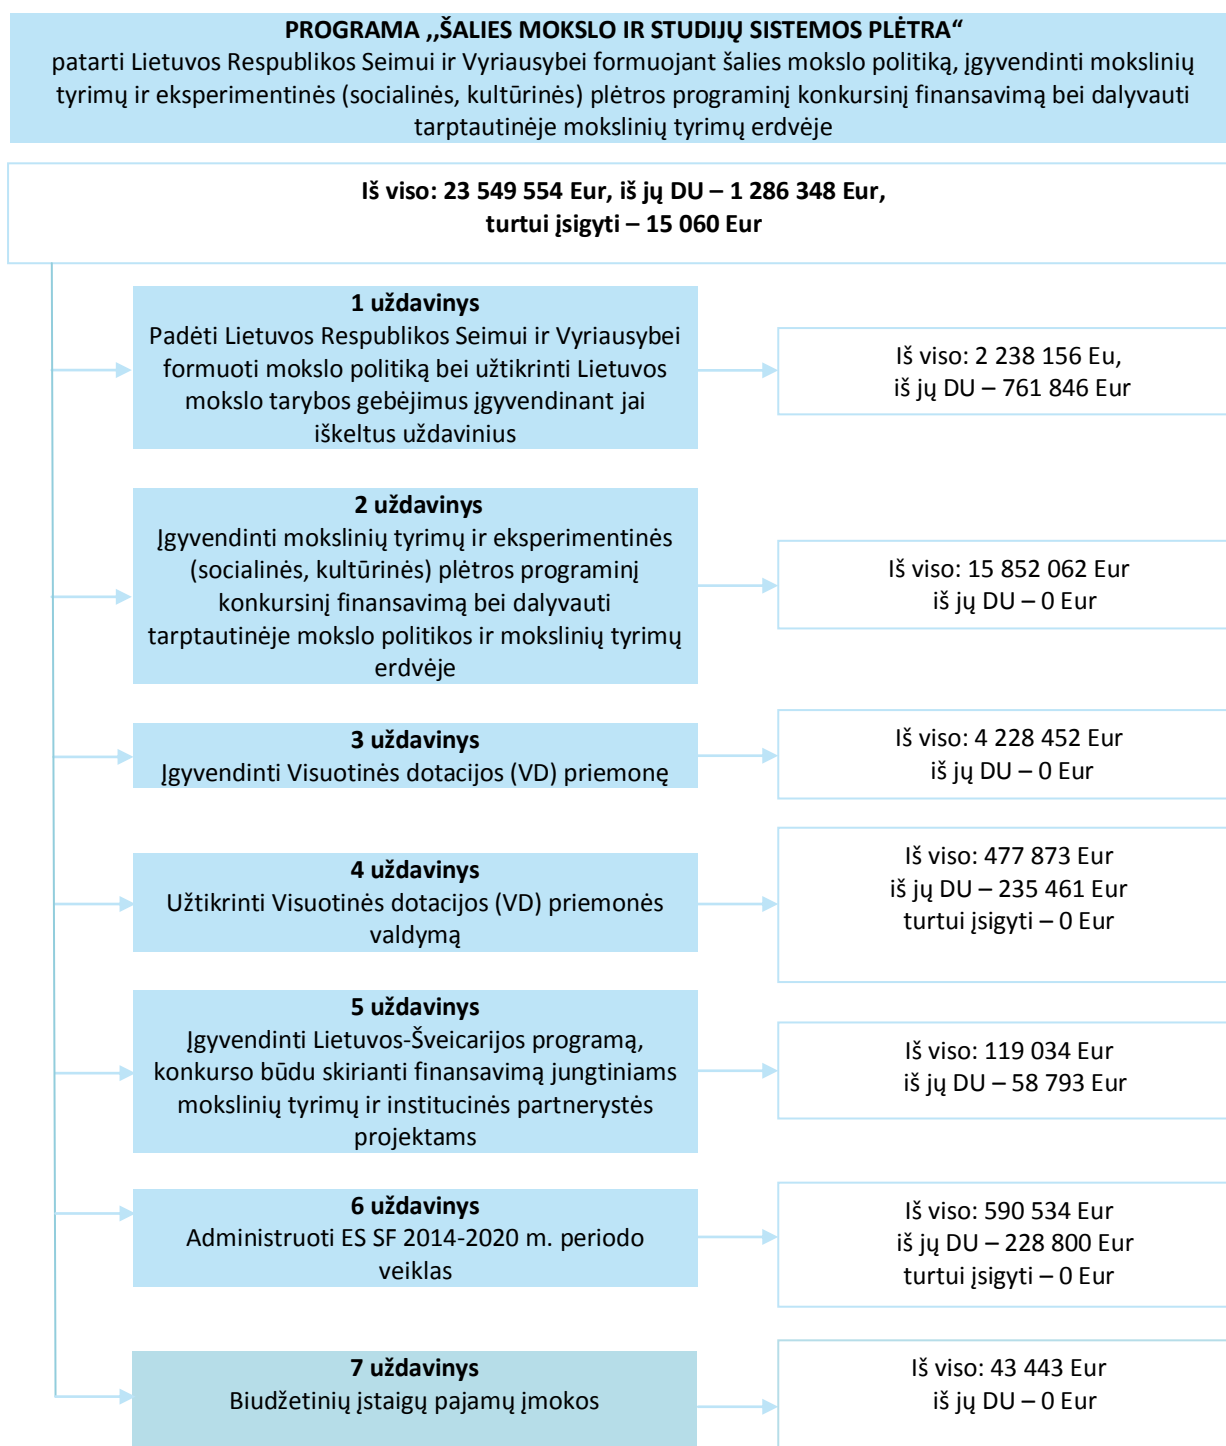 PROGRAMA ,,ŠALIES MOKSLO IR STUDIJŲ SISTEMOS PLĖTRA“
patarti Lietuvos Respublikos Seimui ir Vyriausybei formuojant šalies mokslo politiką, įgyvendinti mokslinių
tyrimų ir eksperimentinės (socialinės, kultūrinės) plėtros programinį konkursinį finansavimą bei dalyvauti
tarptautinėje mokslinių tyrimų erdvėje
Iš viso: 23 549 554 Eur, iš jų DU – 1 286 348 Eur,
turtui įsigyti – 15 060 Eur
1 uždavinys
Padėti Lietuvos Respublikos Seimui ir Vyriausybei
formuoti mokslo politiką bei užtikrinti Lietuvos
mokslo tarybos gebėjimus įgyvendinant jai
iškeltus uždavinius
Iš viso: 2 238 156 Eu,
iš jų DU – 761 846 Eur
2 uždavinys
Įgyvendinti mokslinių tyrimų ir eksperimentinės
(socialinės, kultūrinės) plėtros programinį
konkursinį finansavimą bei dalyvauti
tarptautinėje mokslo politikos ir mokslinių tyrimų
erdvėje
Iš viso: 15 852 062 Eur
iš jų DU – 0 Eur
3 uždavinys
Įgyvendinti Visuotinės dotacijos (VD) priemonę
Iš viso: 4 228 452 Eur
iš jų DU – 0 Eur
4 uždavinys
Užtikrinti Visuotinės dotacijos (VD) priemonės
valdymą
Iš viso: 477 873 Eur
iš jų DU – 235 461 Eur
turtui įsigyti – 0 Eur
5 uždavinys
Įgyvendinti Lietuvos-Šveicarijos programą,
konkurso būdu skirianti finansavimą jungtiniams
mokslinių tyrimų ir institucinės partnerystės
projektams
Iš viso: 119 034 Eur
iš jų DU – 58 793 Eur
6 uždavinys
Administruoti ES SF 2014-2020 m. periodo
veiklas
Iš viso: 590 534 Eur
iš jų DU – 228 800 Eur
turtui įsigyti – 0 Eur
7 uždavinys
Biudžetinių įstaigų pajamų įmokos
Iš viso: 43 443 Eur
iš jų DU – 0 Eur